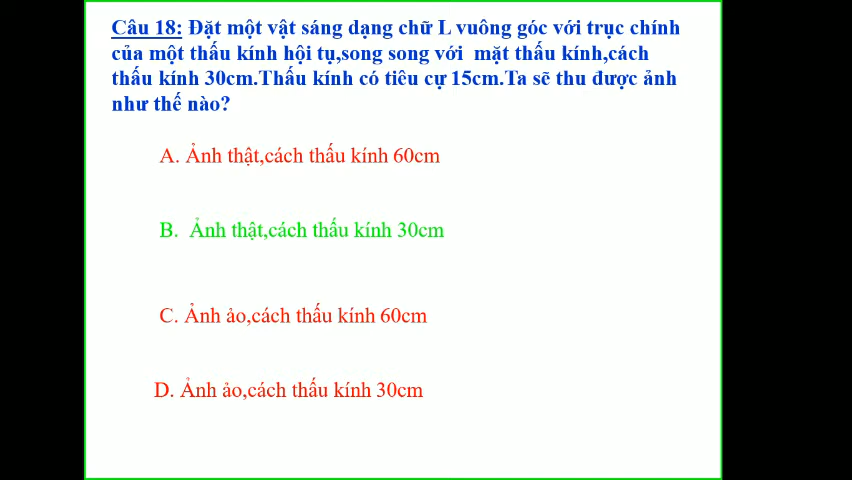 Câu 18: Đặt một vật sáng dạng chữ L vuông góc với trục chính
của một thấu kính hội tụ,song song với mặt thấu kính,cách
thấu kính 30cm.Thấu kính có tiêu cự 15cm.Ta sẽ thu được ảnh
như thế nào?
A. Ảnh thật,cách thấu kính 60cm
B. Ảnh thật,cách thấu kính 30cm
C. Ảnh ảo,cách thấu kính 60cm
D. Ảnh ảo,cách thấu kính 30cm